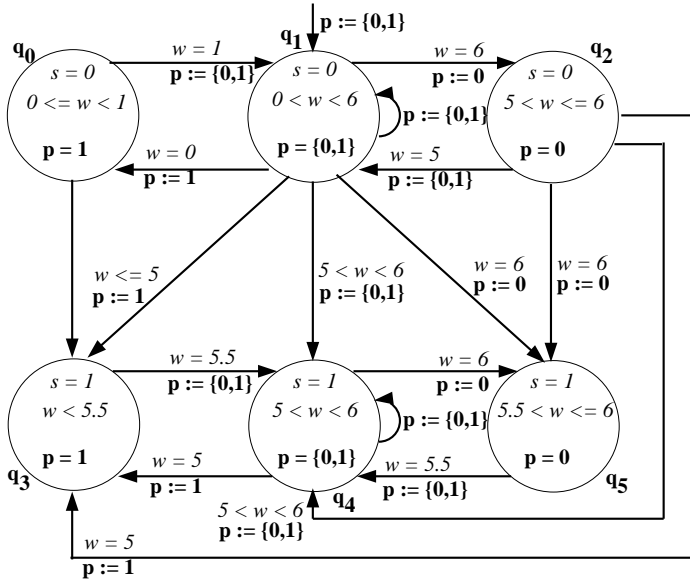 p := {0,1}
q0
w = 1
p := {0,1}
q1
w = 6
p := 0
q2
s = 0
0 <= w < 1
p = 1
s = 0
0 < w < 6
p = {0,1}
p := {0,1}
s = 0
5 < w <= 6
p = 0
w = 0
p := 1
w = 5
p := {0,1}
w <= 5
p := 1
5 < w < 6
p := {0,1}
w = 6
p := 0
w = 6
p := 0
s = 1
w < 5.5
p = 1
q3
w = 5.5
p := {0,1}
s = 1
5 < w < 6
p = {0,1}
q4
p := {0,1}
w = 6
p := 0
s = 1
5.5 < w <= 6
p = 0
q5
w = 5
p := 1
w = 5.5
p := {0,1}
5 < w < 6
p := {0,1}
w = 5
p := 1